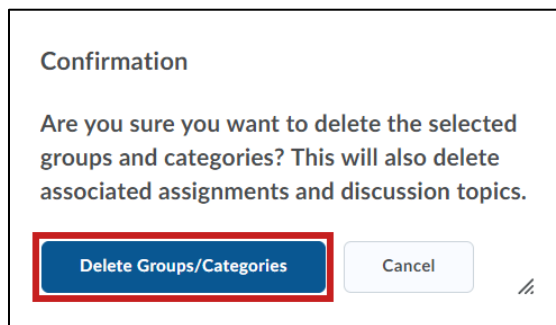 Confirmation
Are you sure you want to delete the selected
groups and categories? This will also delete
associated assignments and discussion topics.
Delete Groups/Categories
Cancel